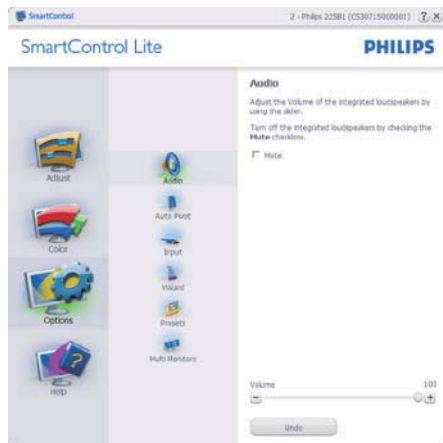 SmartControl
2 - Philips 225B1 (CS30715000001)
SmartControl Lite
PHILIPS
Adjust
Color
Options
Help
Audio
Auto Pivot
Input
Wizard
Presets
Multi Monitors
Audio
Adjust the Volume of the integrated loudspeakers by
using the slider.
Turn off the integrated loudspeakers by checking the
Mute checkbox.
Mute
Volume
100
Undo